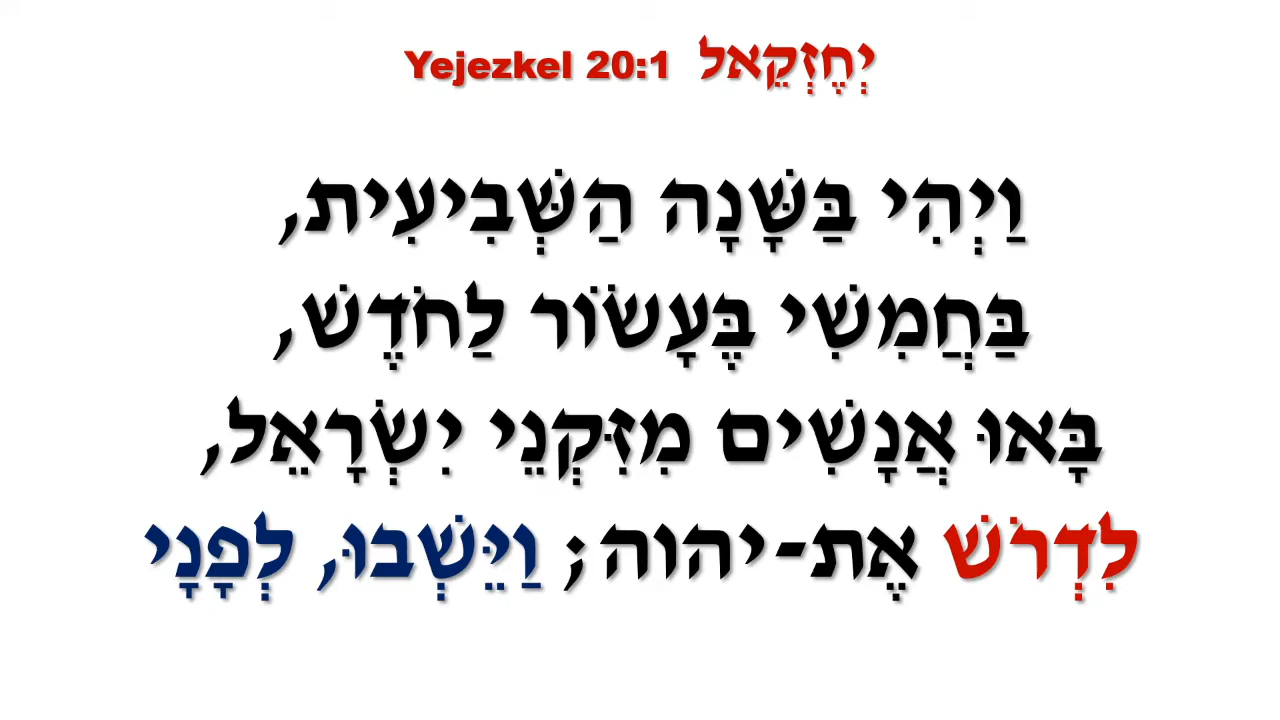 יְחֶזְקֵאל Yejezkel 20:1
וַיְהִי בַּשָּׁנָה הַשְּׁבִיעִית,
בַּחֲמִשִׁי בֶּעָשׂוֹר לַחֹדֶשׁ,
בָּאוּ אֲנָשִׁים מִזִּקְנֵי יִשְׂרָאֵל,
לִדְרֹשׁ אֶת-יהוה; וַיֵּשְׁבוּ, לְפָנָי